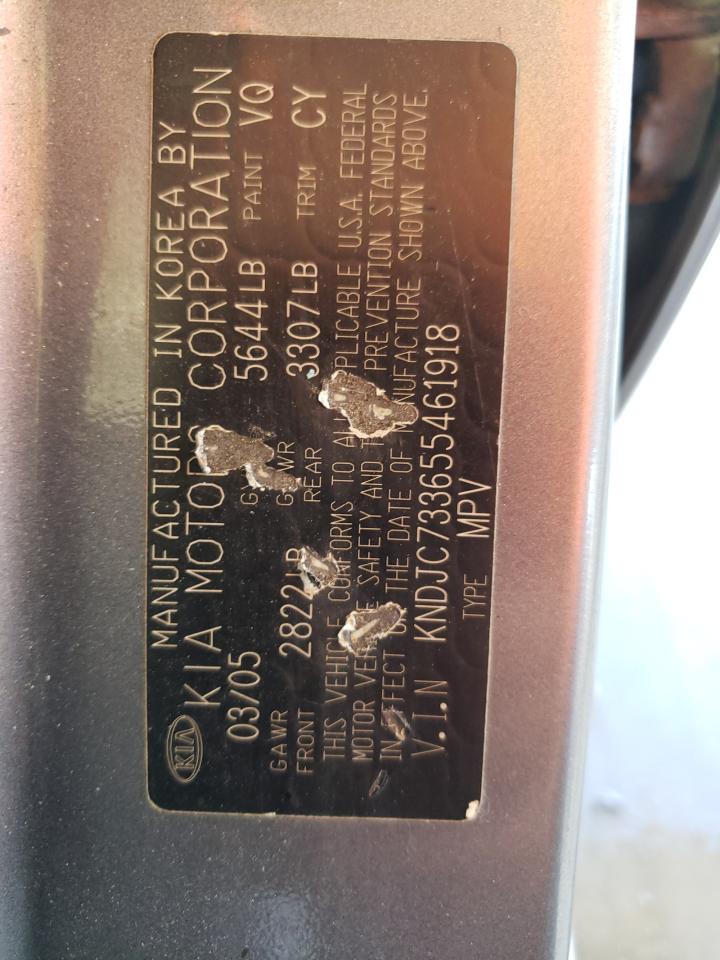 KIA
MANUFACTURED IN KOREA BY
KIA MOTORS CORPORATION
03/05 5644LB PAINT VQ
GAWR FRONT 2822LB GAWR REAR 3307LB TRIM CY
THIS VEHICLE CONFORMS TO ALL APPLICABLE U.S.A. FEDERAL
MOTOR VEHICLE SAFETY AND THEFT PREVENTION STANDARDS
IN EFFECT ON THE DATE OF MANUFACTURE SHOWN ABOVE.
V.I.N KNDJC733655461918
TYPE MPV